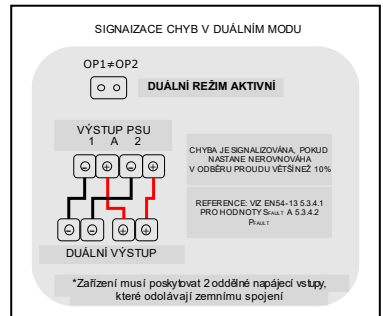 SIGNAIZACE CHYB V DUÁLNÍM MODU
OP1≠OP2
DUÁLNÍ REŽIM AKTIVNÍ
VÝSTUP PSU
1 A 2
CHYBA JE SIGNALIZOVÁNA, POKUD
NASTANE NEROVNOVÁHA
V ODBĚRU PROUDU VĚTŠÍ NEŽ 10%
REFERENCE: VIZ EN54-13 5.3.4.1
PRO HODNOTY SFAULT A 5.3.4.2
PFAULT
DUÁLNÍ VÝSTUP
*Zařízení musí poskytovat 2 oddělné napájecí vstupy,
které odolávají zemnímu spojení